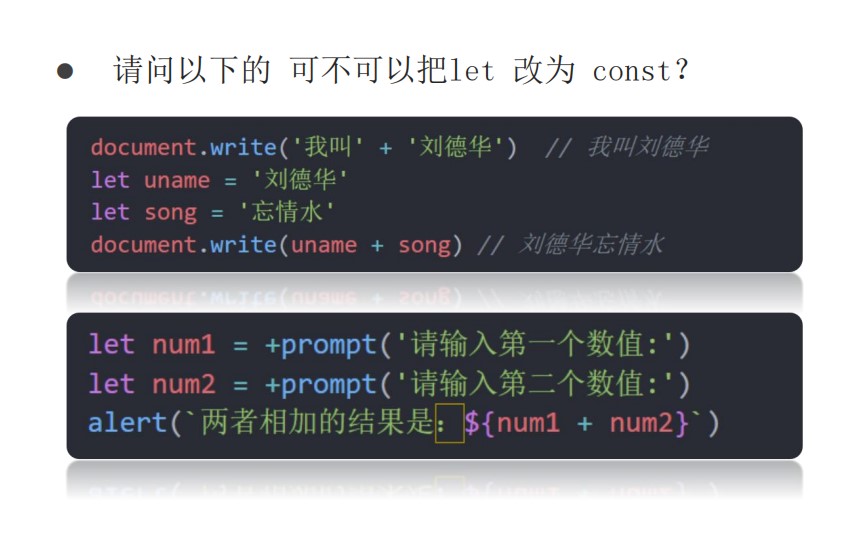 ● 请问以下的 可不可以把let 改为 const？
document.write('我叫' + '刘德华')  // 我叫刘德华
let uname = '刘德华'
let song = '忘情水'
document.write(uname + song) // 刘德华忘情水
let num1 = +prompt('请输入第一个数值:')
let num2 = +prompt('请输入第二个数值:')
alert(`两者相加的结果是：${num1 + num2}`)